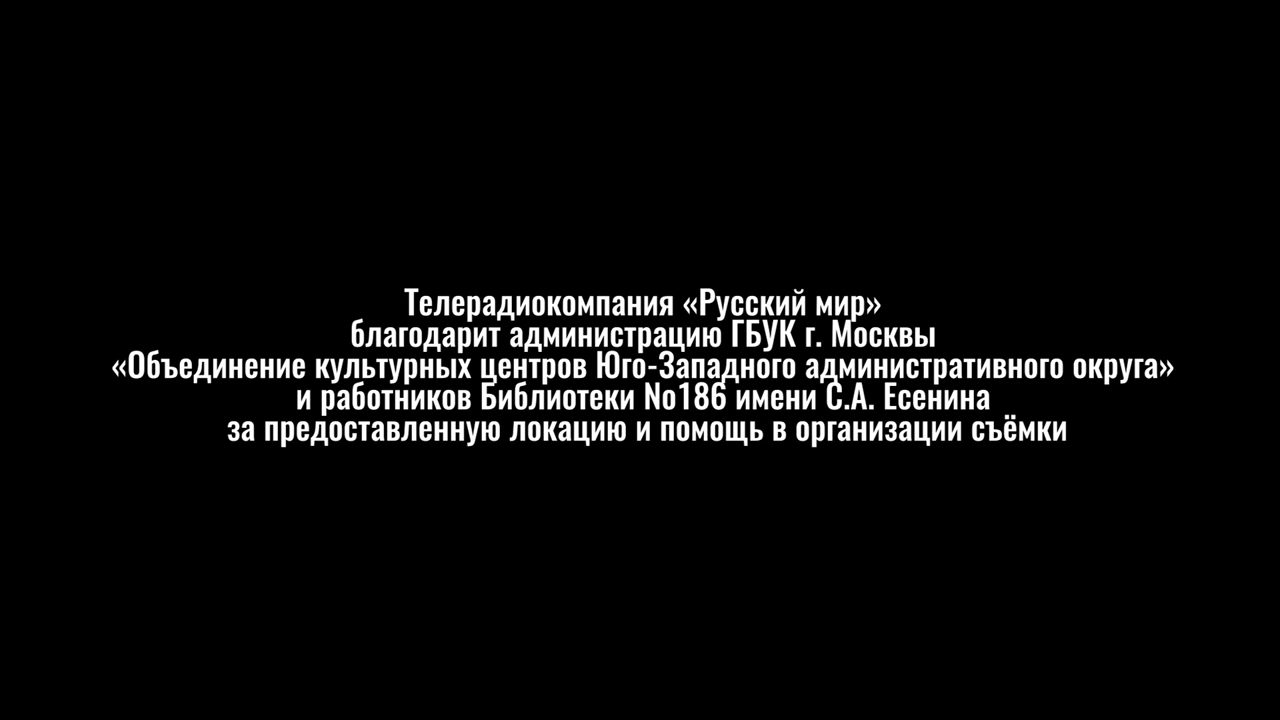 Телерадиокомпания «Русский мир»
благодарит администрацию ГБУК г. Москвы
«Объединение культурных центров Юго-Западного административного округа»
и работников Библиотеки No186 имени С.А. Есенина
за предоставленную локацию и помощь в организации съёмки